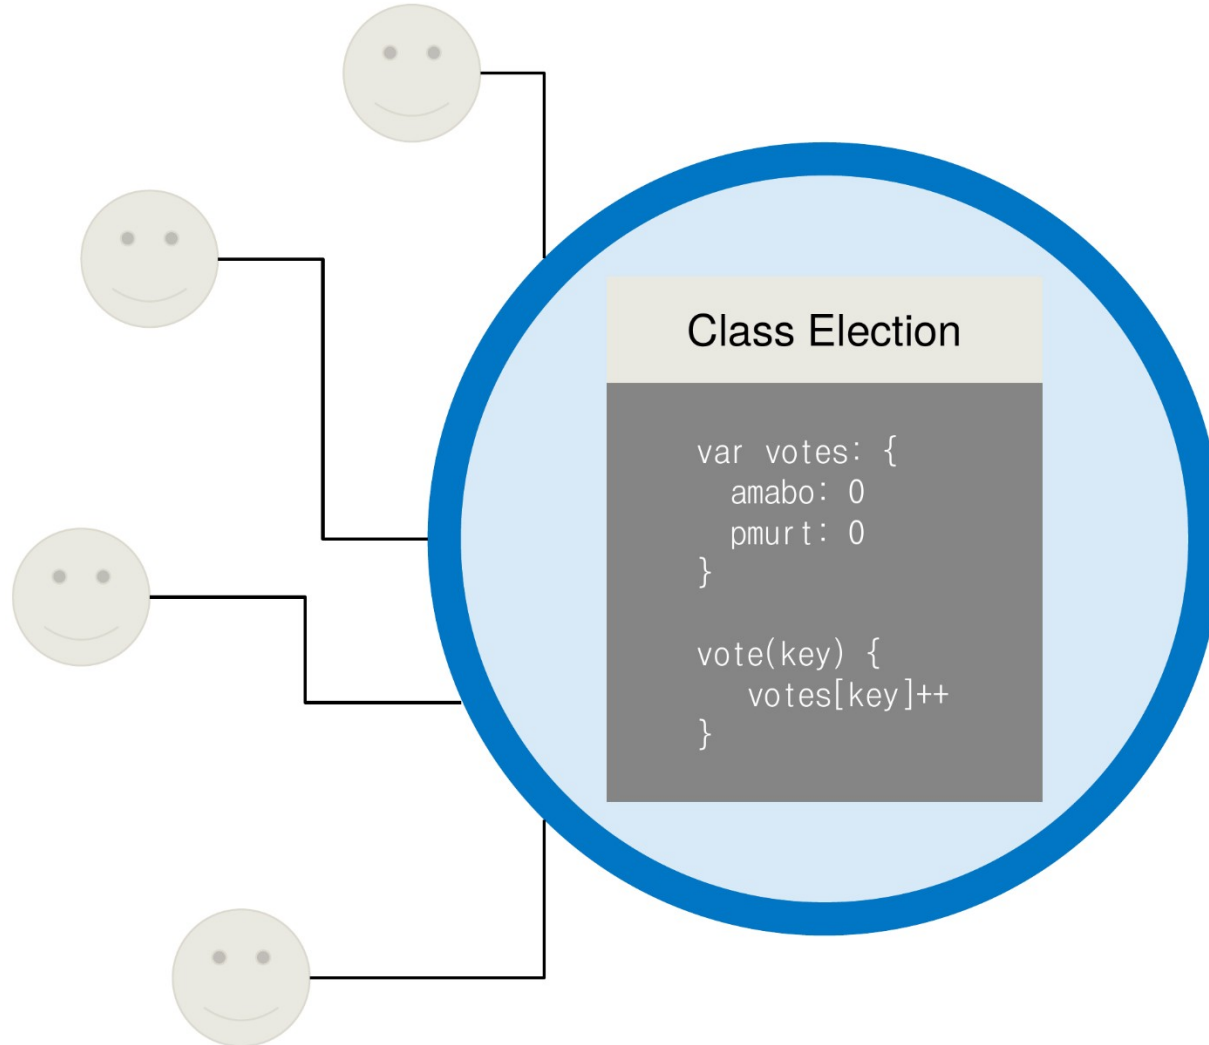 Class Election
var votes: {
amabo: 0
pmurt: 0
}
vote(key) {
votes[key]++
}